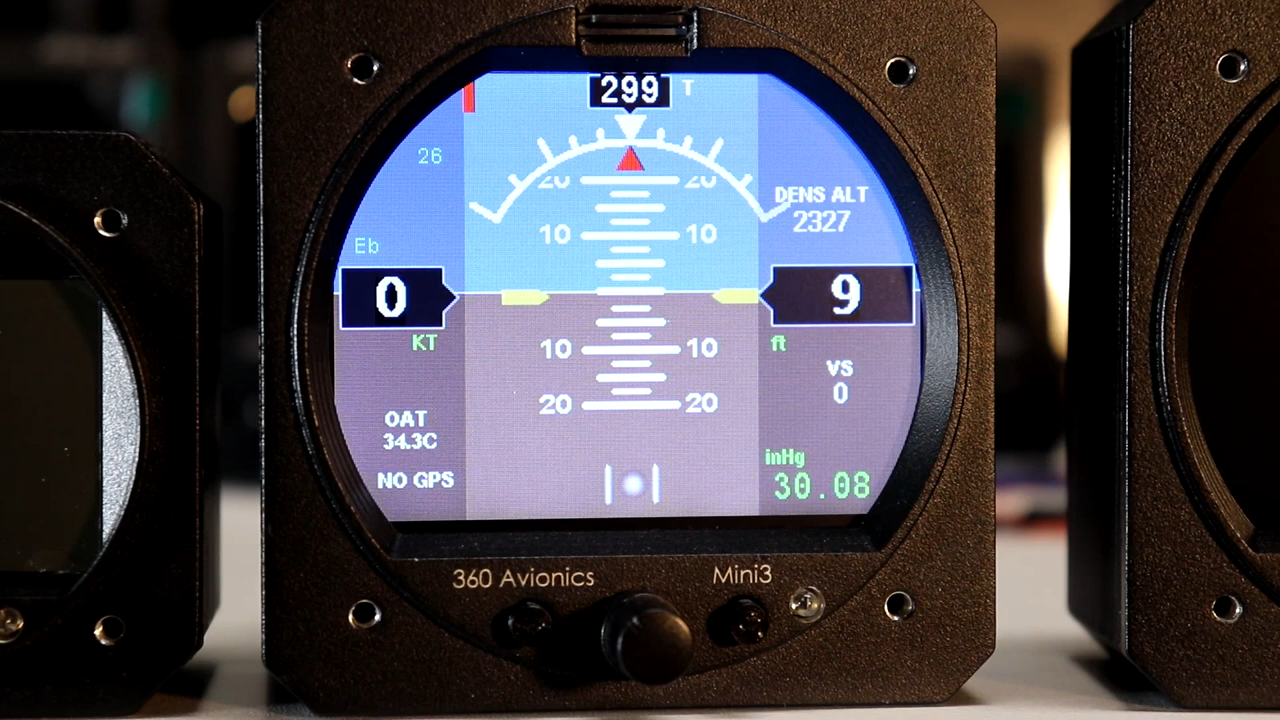 299 T
26
20 20
DENS ALT
2327
10 10
Eb
0
9
KT
ft
10 10
VS
0
20 20
OAT
34.3C
inHg
NO GPS
30.08
360 Avionics
Mini3